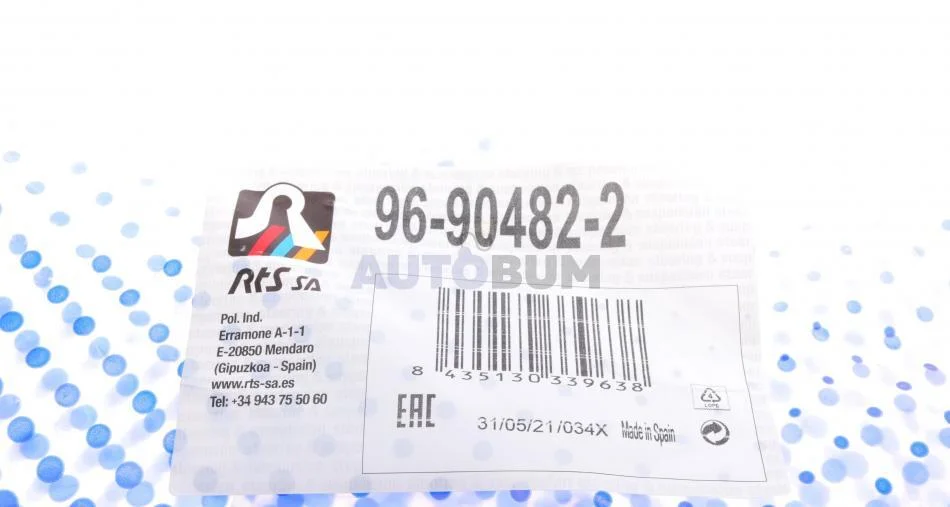 96-90482-2
AUTOBUM
RTS SA
Pol. Ind.
Erramone A-1-1
E-20850 Mendaro
(Gipuzkoa - Spain)
www.rts-sa.es
Tel: +34 943 75 50 60
8 435130 339638
EAC
31/05/21/034X
Made in Spain
4
LDPE